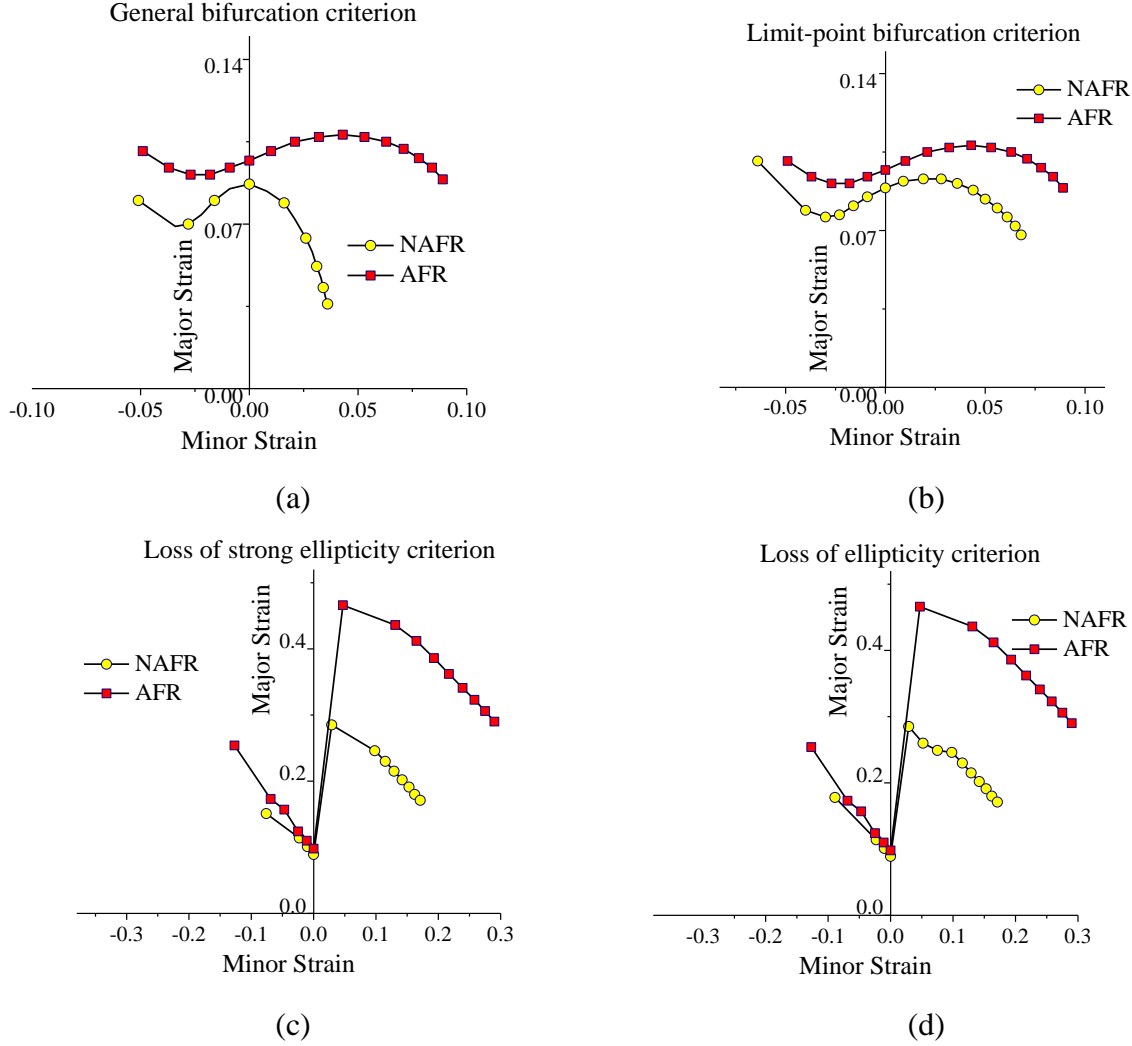 General bifurcation criterion
0.14
0.07
0.00
Major Strain
NAFR
AFR
-0.10
-0.05
0.00
0.05
0.10
Minor Strain
(a)
Limit-point bifurcation criterion
0.14
0.07
0.00
Major Strain
NAFR
AFR
-0.05
0.00
0.05
0.10
Minor Strain
(b)
Loss of strong ellipticity criterion
Major Strain
0.4
0.2
0.0
NAFR
AFR
-0.3
-0.2
-0.1
0.0
0.1
0.2
0.3
Minor Strain
(c)
Loss of ellipticity criterion
Major Strain
0.4
0.2
0.0
NAFR
AFR
-0.3
-0.2
-0.1
0.0
0.1
0.2
0.3
Minor Strain
(d)